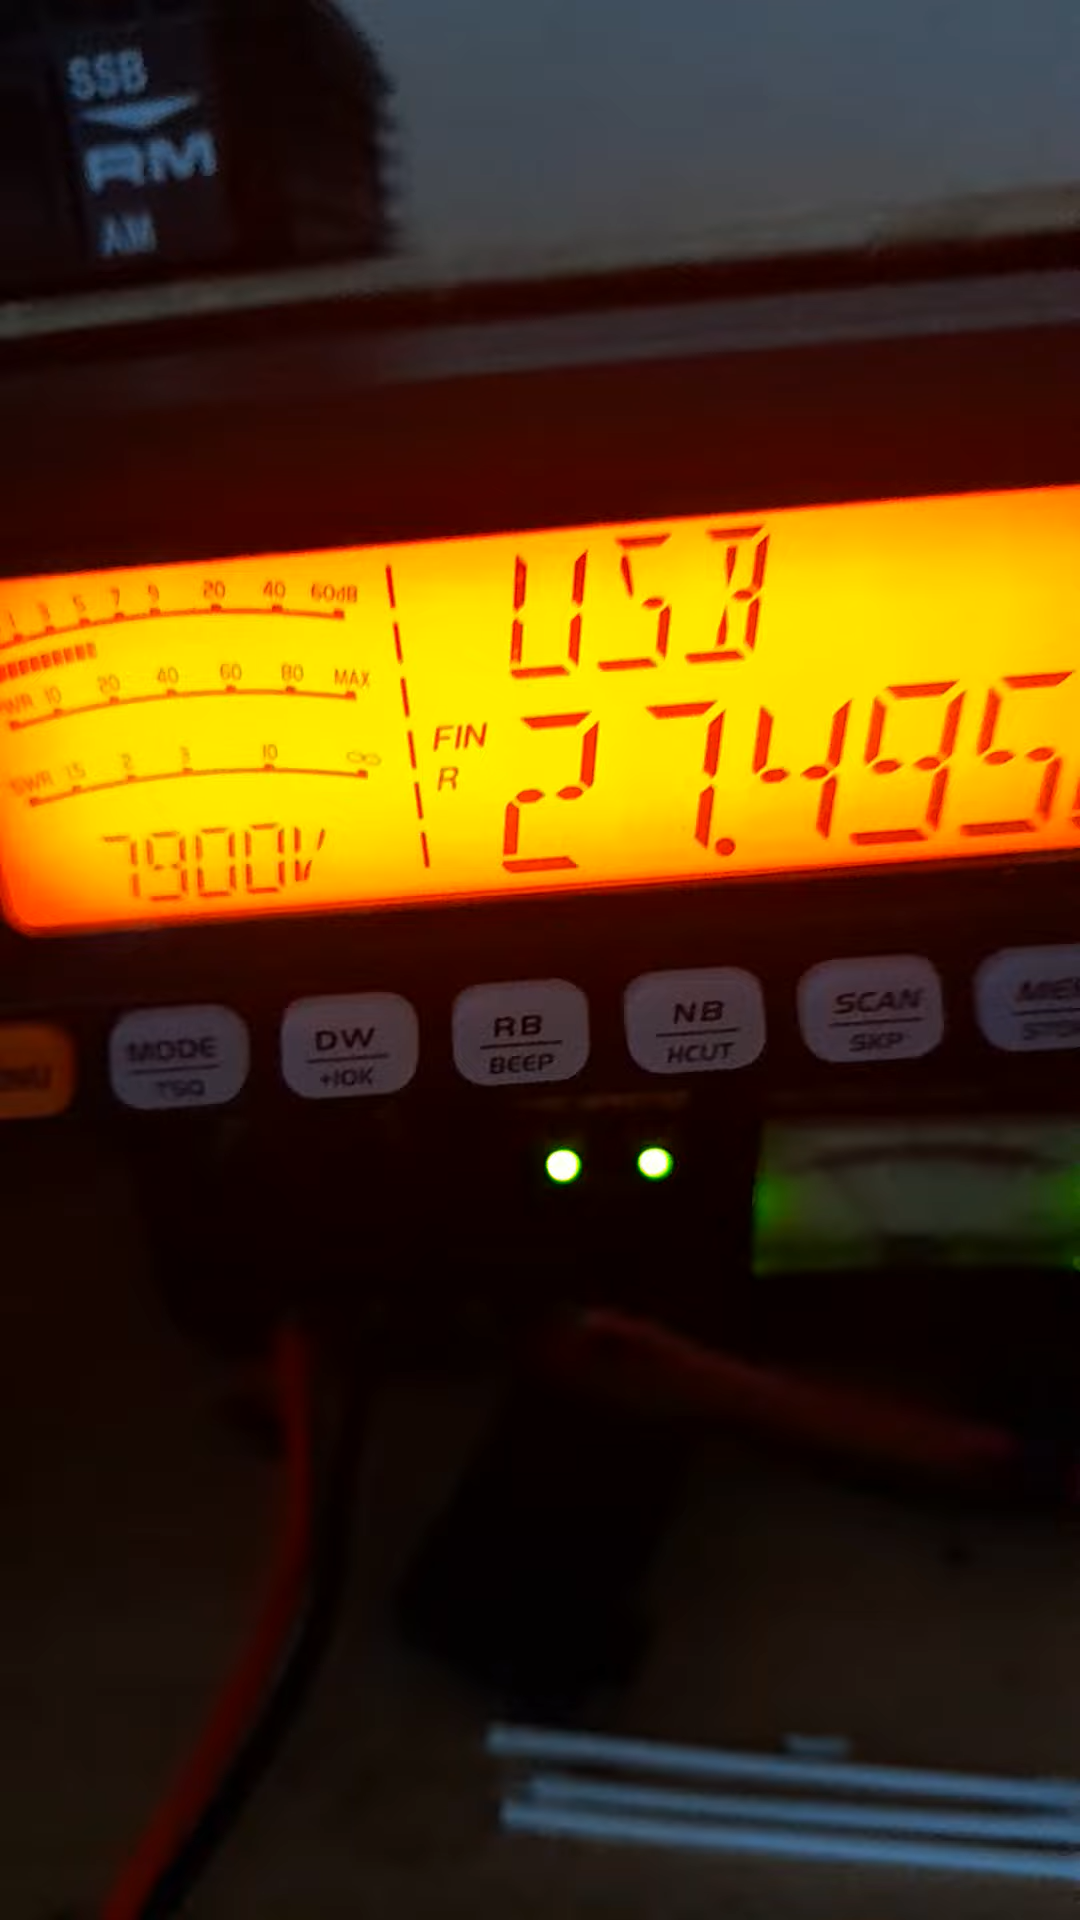 SSB
RM
AM
1 3 5 7 9 20 40 60dB
USB
PWR 10 20 40 60 80 MAX
FIN
R
27.495
SWR 1.5 2 3 10 ∞
7900V
MODE
TSQ
DW
+10K
RB
BEEP
NB
HCUT
SCAN
SKP